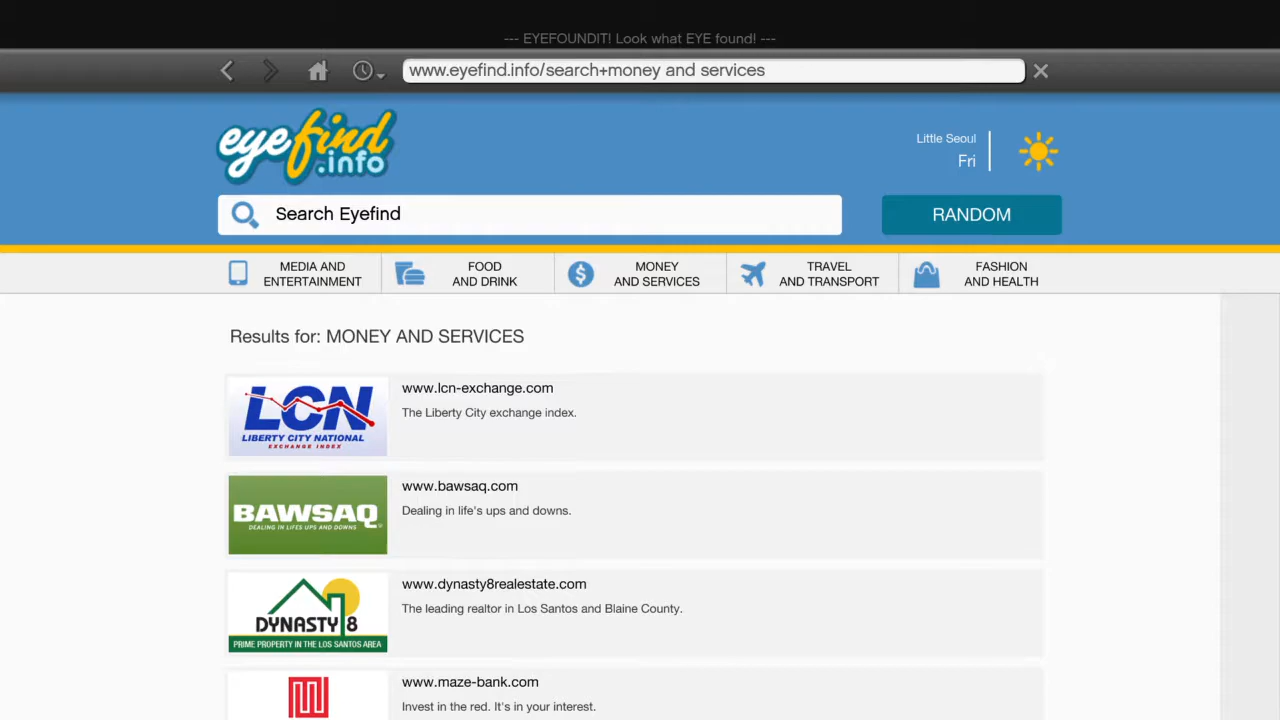 --- EYEFOUNDIT! Look what EYE found! ---
www.eyefind.info/search+money and services
eyefind
.info
Little Seoul
Fri
Search Eyefind
RANDOM
MEDIA AND
ENTERTAINMENT
FOOD
AND DRINK
MONEY
AND SERVICES
TRAVEL
AND TRANSPORT
FASHION
AND HEALTH
Results for: MONEY AND SERVICES
LCN
LIBERTY CITY NATIONAL
EXCHANGE INDEX
www.lcn-exchange.com
The Liberty City exchange index.
BAWSAQ
DEALING IN LIFES UPS AND DOWNS
www.bawsaq.com
Dealing in life's ups and downs.
DYNASTY 8
PRIME PROPERTY IN THE LOS SANTOS AREA
www.dynasty8realestate.com
The leading realtor in Los Santos and Blaine County.
www.maze-bank.com
Invest in the red. It's in your interest.